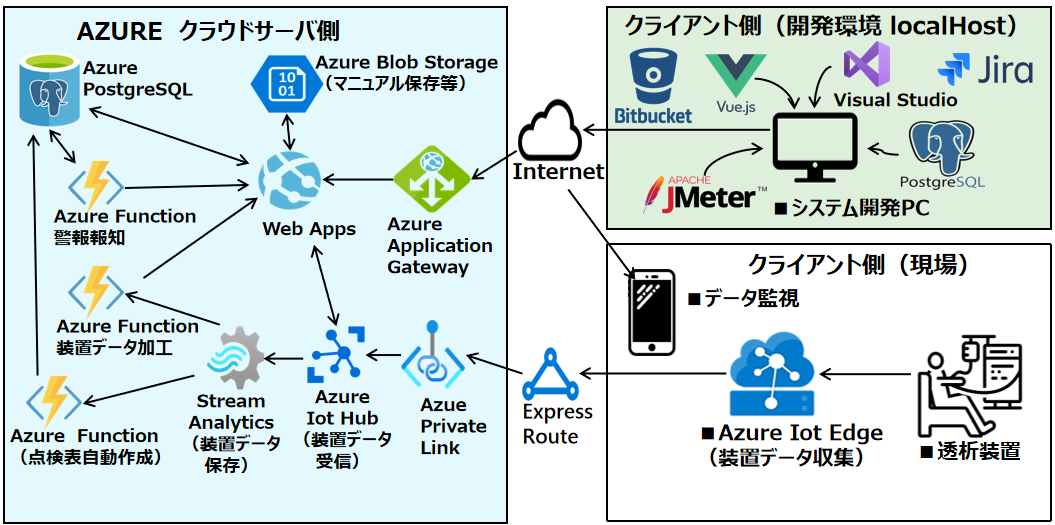 AZURE クラウドサーバ側
Azure
PostgreSQL
10
01
Azure Blob Storage
（マニュアル保存等）
Azure Function
警報報知
Web Apps
Azure
Application
Gateway
Azure Function
装置データ加工
Azure Function
（点検表自動作成）
Stream
Analytics
（装置データ
保存）
Azure
Iot Hub
（装置データ
受信）
Azue
Private
Link
Internet
Express
Route
クライアント側（開発環境 localHost）
Bitbucket
Vue.js
Visual Studio
Jira
APACHE
JMeter™
PostgreSQL
■システム開発PC
クライアント側（現場）
■データ監視
■Azure Iot Edge
（装置データ収集）
■透析装置